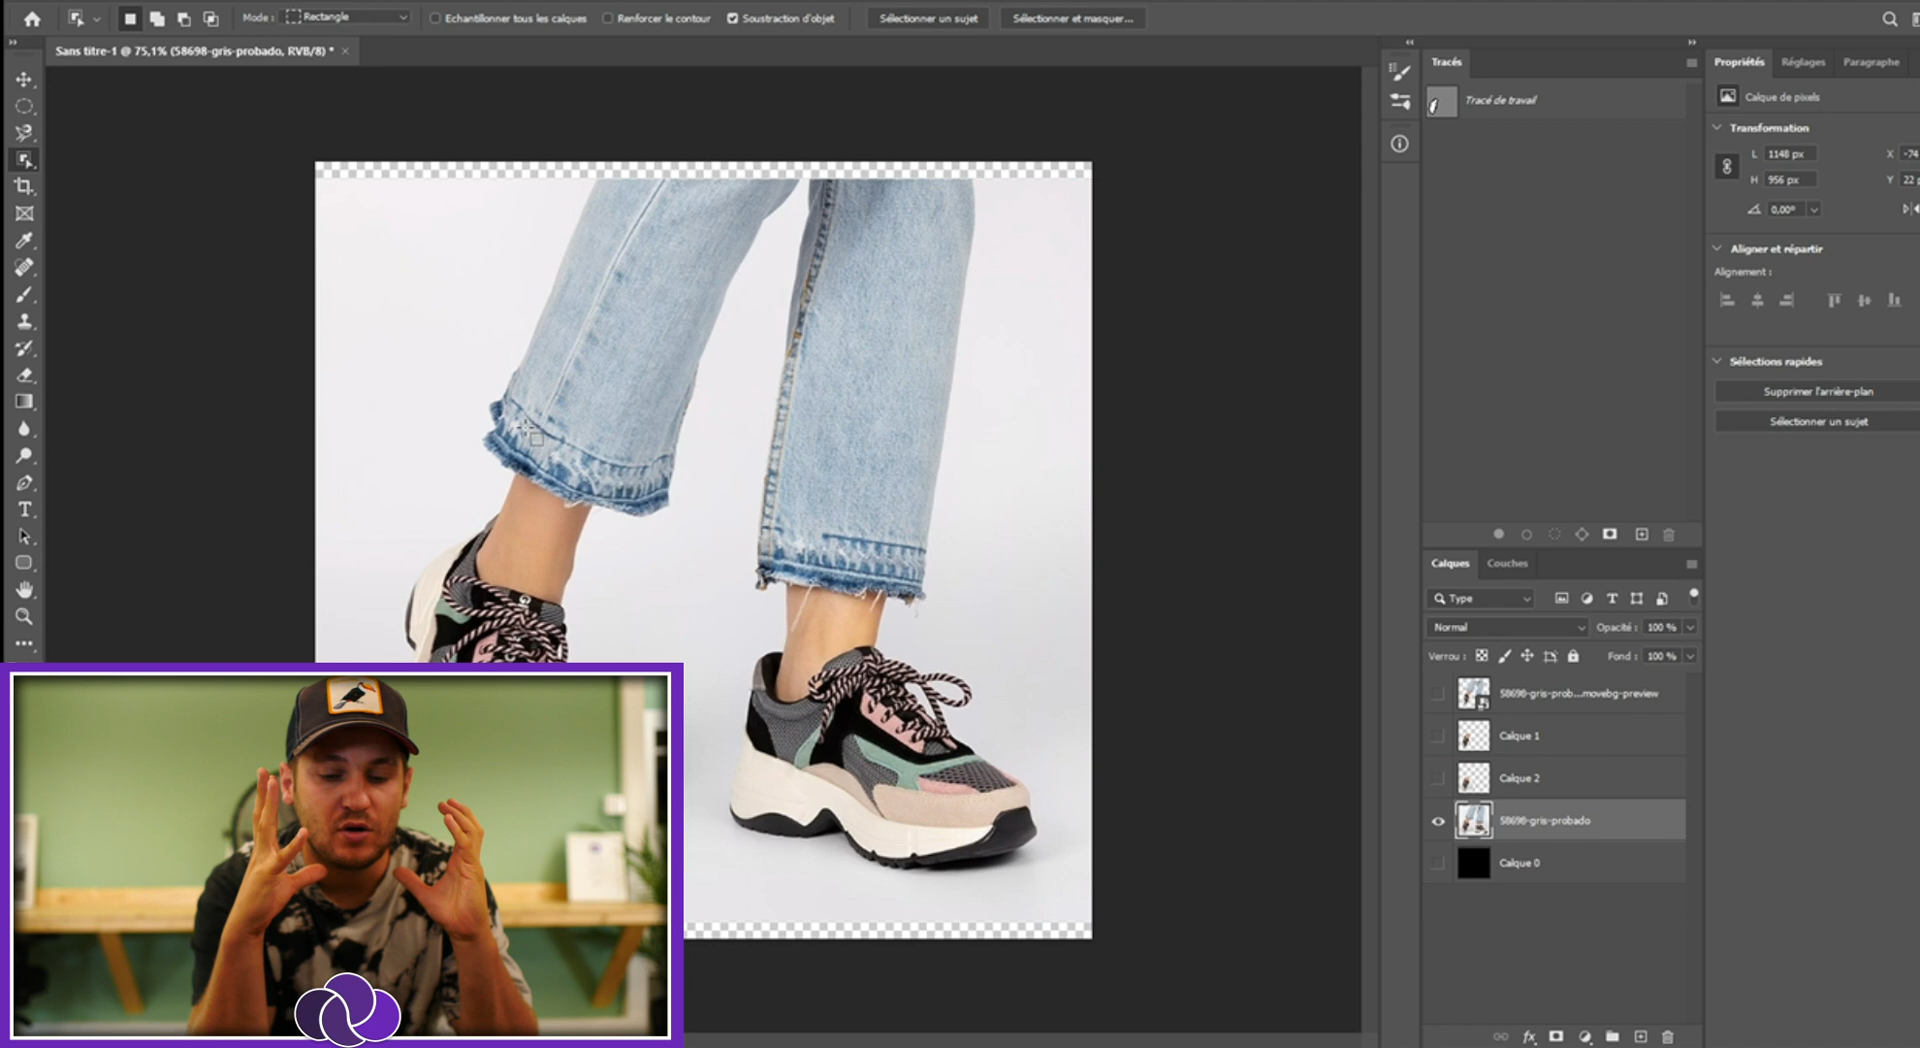 Mode : Rectangle
Echantillonner tous les calques
Renforcer le contour
Soustraction d'objet
Sélectionner un sujet
Sélectionner et masquer...
Sans titre-1 @ 75,1% (58698-gris-probado, RVB/8) * ×
Tracés
Tracé de travail
Propriétés
Réglages
Paragraphe
Calque de pixels
Transformation
L 1148 px
X -74
H 956 px
Y 22 p
0,00°
Aligner et répartir
Alignement :
Sélections rapides
Supprimer l'arrière-plan
Sélectionner un sujet
Calques
Couches
Type
Normal
Opacité : 100 %
Verrou :
Fond : 100 %
58698-gris-prob...movebg-preview
Calque 1
Calque 2
58698-gris-probado
Calque 0